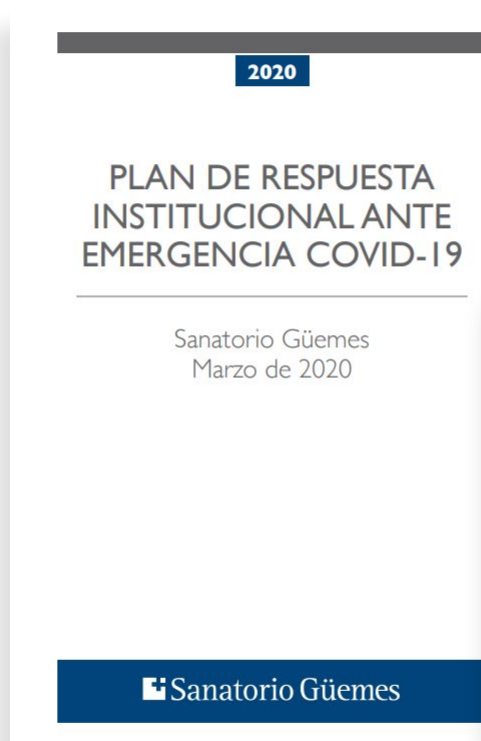 2020
PLAN DE RESPUESTA
INSTITUCIONAL ANTE
EMERGENCIA COVID-19
Sanatorio Güemes
Marzo de 2020
Sanatorio Güemes